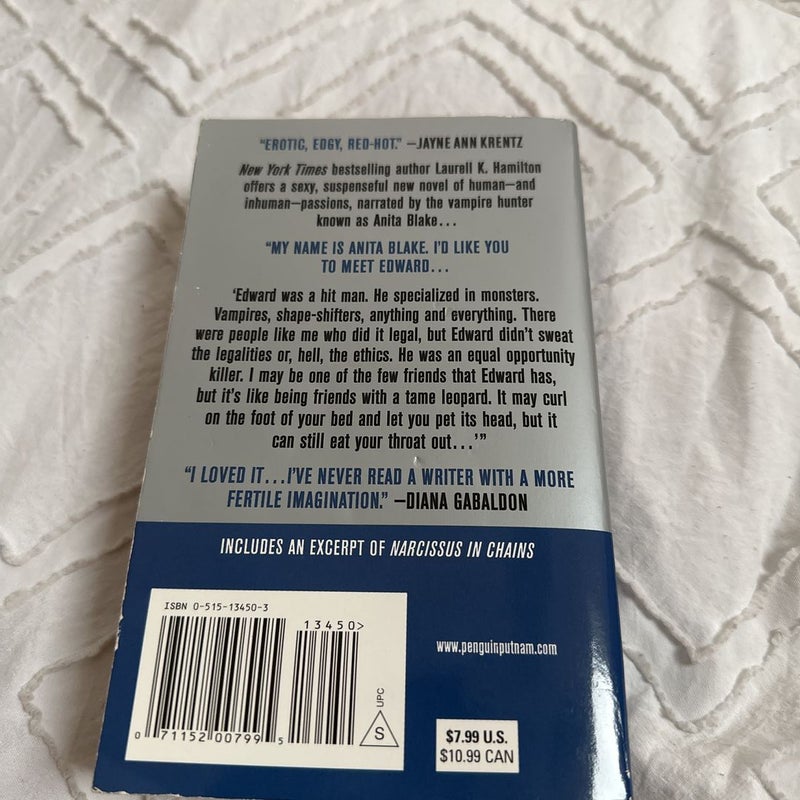 "EROTIC, EDGY, RED-HOT." —JAYNE ANN KRENTZ
New York Times bestselling author Laurell K. Hamilton
offers a sexy, suspenseful new novel of human—and
inhuman—passions, narrated by the vampire hunter
known as Anita Blake...
"MY NAME IS ANITA BLAKE. I'D LIKE YOU
TO MEET EDWARD...
'Edward was a hit man. He specialized in monsters.
Vampires, shape-shifters, anything and everything. There
were people like me who did it legal, but Edward didn't sweat
the legalities or, hell, the ethics. He was an equal opportunity
killer. I may be one of the few friends that Edward has,
but it's like being friends with a tame leopard. It may curl
on the foot of your bed and let you pet its head, but it
can still eat your throat out...'"
"I LOVED IT...I'VE NEVER READ A WRITER WITH A MORE
FERTILE IMAGINATION." —DIANA GABALDON
INCLUDES AN EXCERPT OF NARCISSUS IN CHAINS
ISBN 0-515-13450-3
13450>
0 71152 00799 5
S
UPC
www.penguinputnam.com
$7.99 U.S.
$10.99 CAN